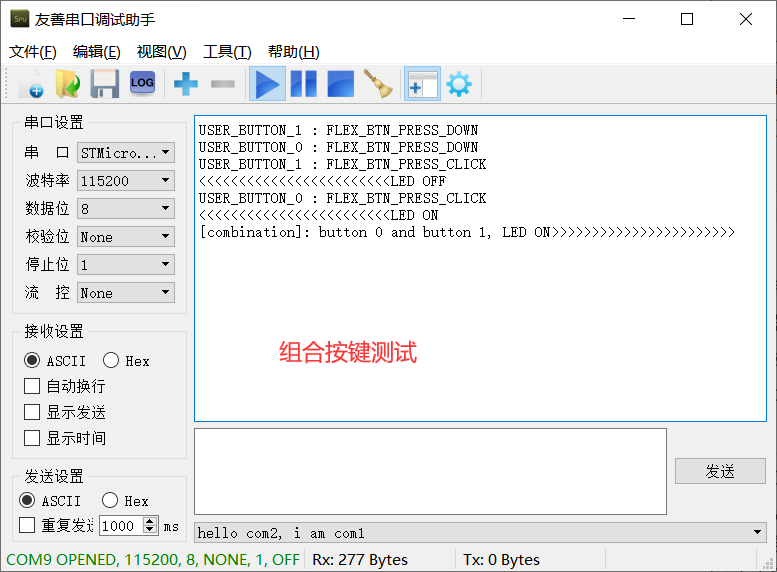 SPU 友善串口调试助手
文件(F) 编辑(E) 视图(V) 工具(T) 帮助(H)
LOG
串口设置
串 口 STMicro...
波特率 115200
数据位 8
校验位 None
停止位 1
流 控 None
接收设置
ASCII Hex
自动换行
显示发送
显示时间
发送设置
ASCII Hex
重复发送 1000 ms
USER_BUTTON_1 : FLEX_BTN_PRESS_DOWN
USER_BUTTON_0 : FLEX_BTN_PRESS_DOWN
USER_BUTTON_1 : FLEX_BTN_PRESS_CLICK
<<<<<<<<<<<<<<<<<<<<<<<<LED OFF
USER_BUTTON_0 : FLEX_BTN_PRESS_CLICK
<<<<<<<<<<<<<<<<<<<<<<<<LED ON
[combination]: button 0 and button 1, LED ON>>>>>>>>>>>>>>>>>>>>>>>
组合按键测试
发送
hello com2, i am com1
COM9 OPENED, 115200, 8, NONE, 1, OFF Rx: 277 Bytes Tx: 0 Bytes